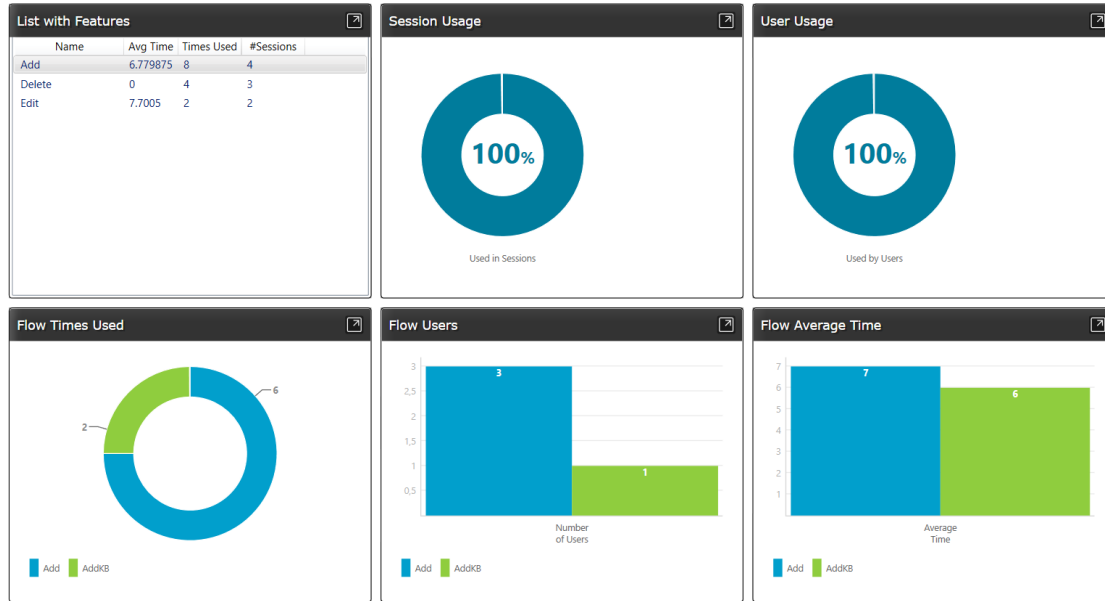 List with Features
Name Avg Time Times Used #Sessions
Add 6.779875 8 4
Delete 0 4 3
Edit 7.7005 2 2
Session Usage
100%
Used in Sessions
User Usage
100%
Used by Users
Flow Times Used
6
2
Add AddKB
Flow Users
3
2,5
2
1,5
1
0,5
3
1
Number
of Users
Add AddKB
Flow Average Time
7
6
5
4
3
2
1
7
6
Average
Time
Add AddKB